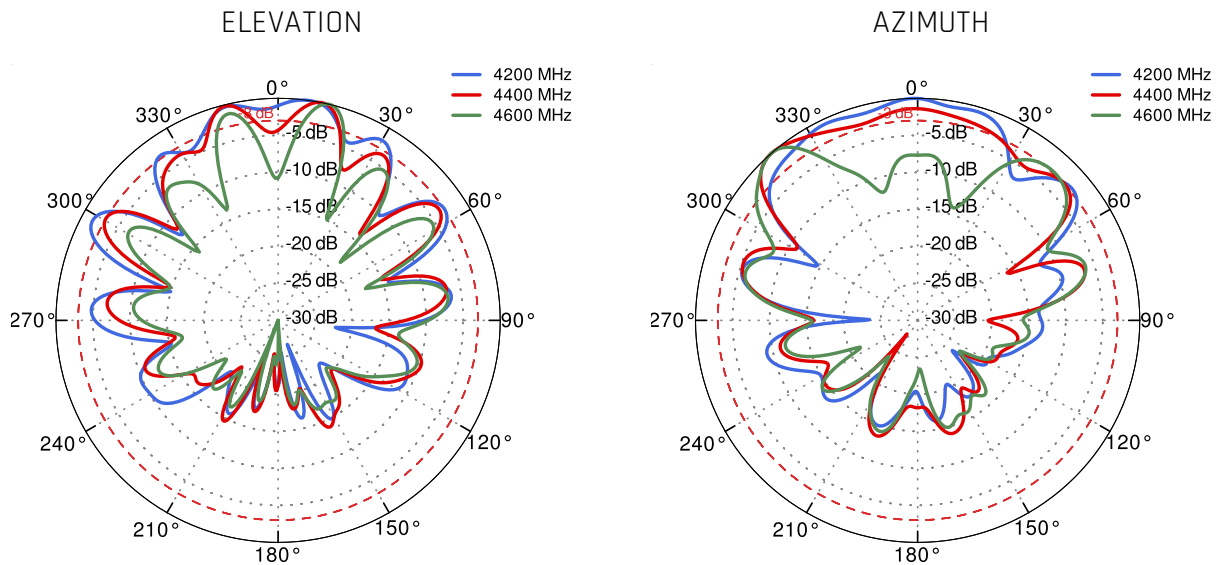 ELEVATION
4200 MHz
4400 MHz
4600 MHz
0°
30°
60°
90°
120°
150°
180°
210°
240°
270°
300°
330°
-3 dB
-5 dB
-10 dB
-15 dB
-20 dB
-25 dB
-30 dB
AZIMUTH
4200 MHz
4400 MHz
4600 MHz
0°
30°
60°
90°
120°
150°
180°
210°
240°
270°
300°
330°
-3 dB
-5 dB
-10 dB
-15 dB
-20 dB
-25 dB
-30 dB